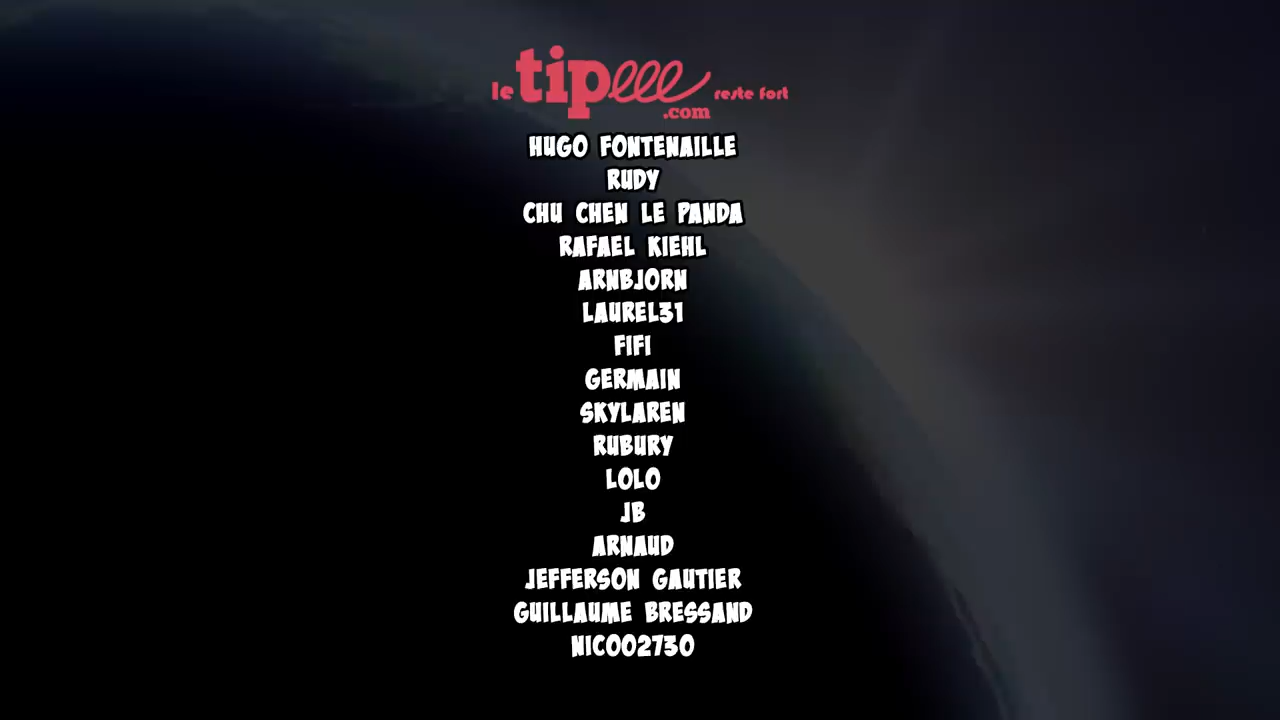 le tipeee reste fort
.com
HUGO FONTENAILLE
RUDY
CHU CHEN LE PANDA
RAFAEL KIEHL
ARNBJORN
LAUREL31
FIFI
GERMAIN
SKYLAREN
RUBURY
LOLO
JB
ARNAUD
JEFFERSON GAUTIER
GUILLAUME BRESSAND
NICO02730